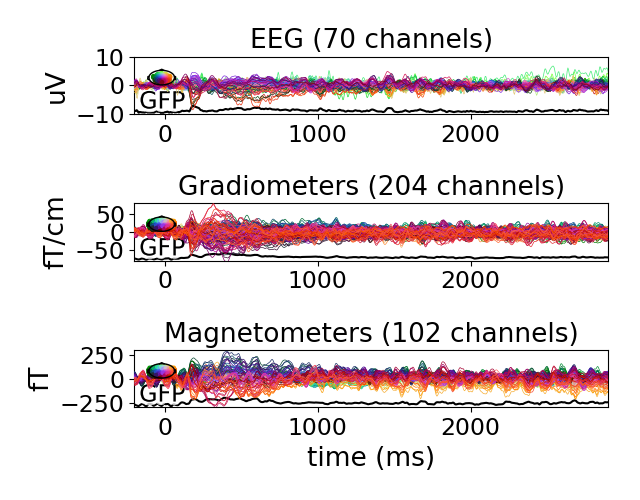 EEG (70 channels)
uV
10
0
−10
GFP
0 1000 2000
Gradiometers (204 channels)
fT/cm
50
0
−50
GFP
0 1000 2000
Magnetometers (102 channels)
fT
250
0
−250
GFP
0 1000 2000
time (ms)